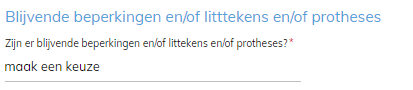 Blijvende beperkingen en/of litttekens en/of protheses
Zijn er blijvende beperkingen en/of littekens en/of protheses?*
maak een keuze